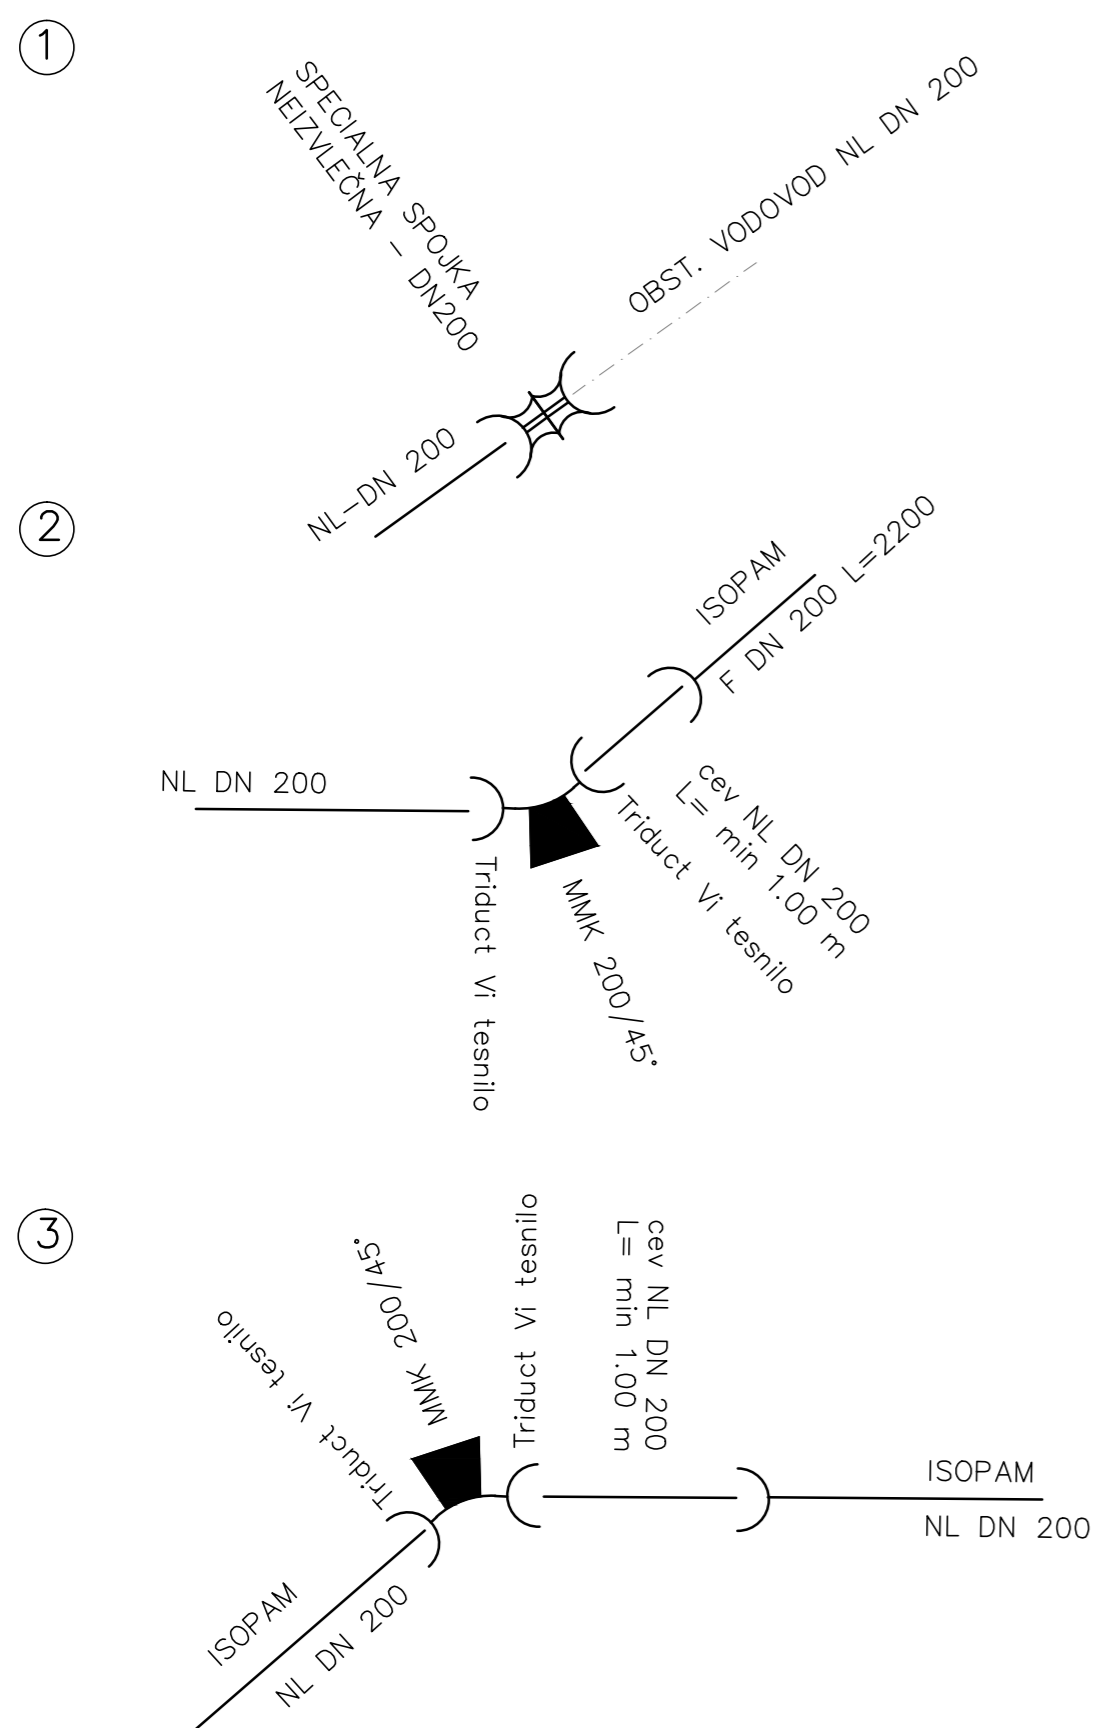 1
SPECIALNA SPOJKA
NEIZVLEČNA – DN200
OBST. VODOVOD NL DN 200
NL–DN 200
2
ISOPAM
F DN 200 L=2200
NL DN 200
cev NL DN 200
L= min 1.00 m
Triduct Vi tesnilo
Triduct Vi tesnilo
MMK 200/45°
3
Triduct Vi tesnilo
MMK 200/45°
Triduct Vi tesnilo
cev NL DN 200
L= min 1.00 m
ISOPAM
NL DN 200
ISOPAM
NL DN 200